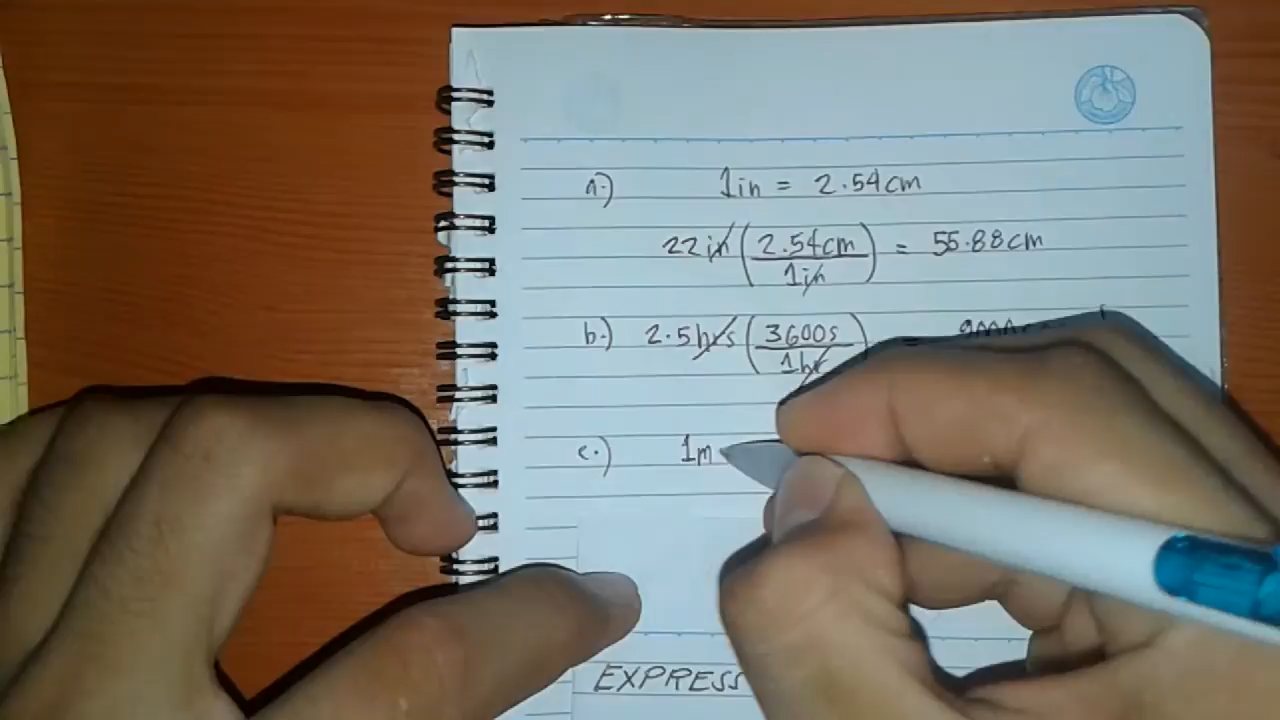 a.) 1in = 2.54cm
22in (2.54cm / 1in) = 55.88cm
b.) 2.5hrs (3600s / 1hr) =
c.) 1m
EXPRESS